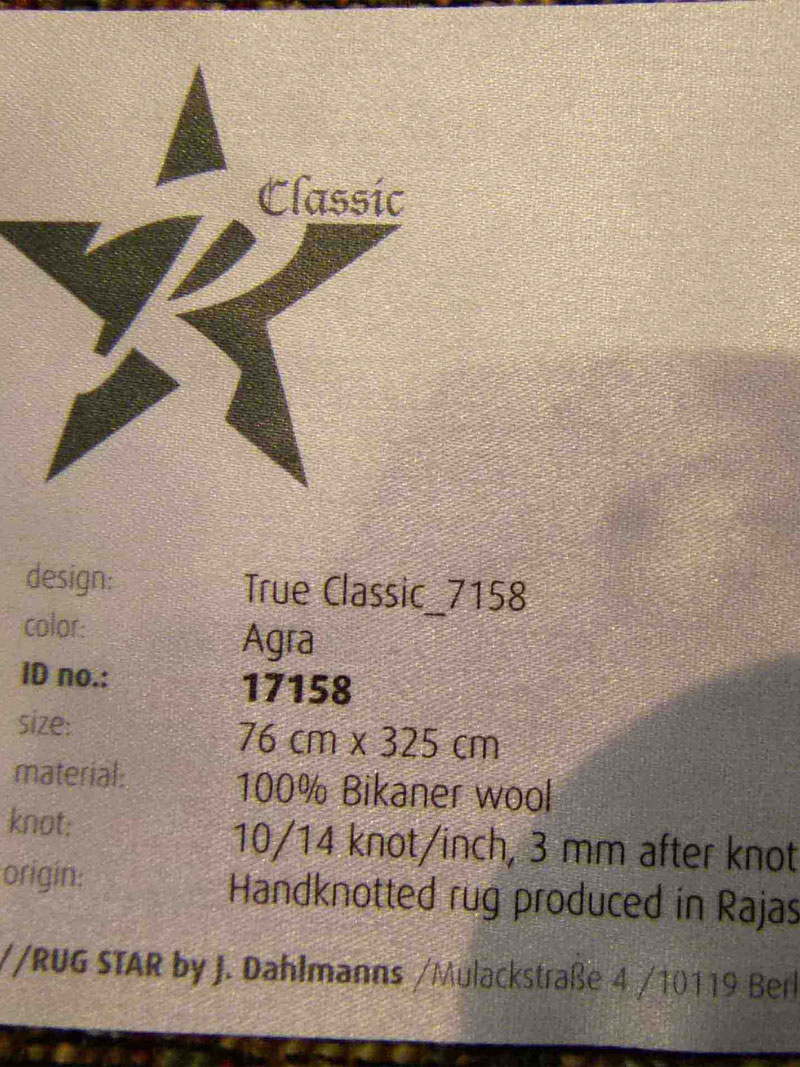 Classic
design: True Classic_7158
color: Agra
ID no.: 17158
size: 76 cm x 325 cm
material: 100% Bikaner wool
knot: 10/14 knot/inch, 3 mm after knot
origin: Handknotted rug produced in Rajas
//RUG STAR by J. Dahlmanns /Mulackstraße 4 /10119 Berl